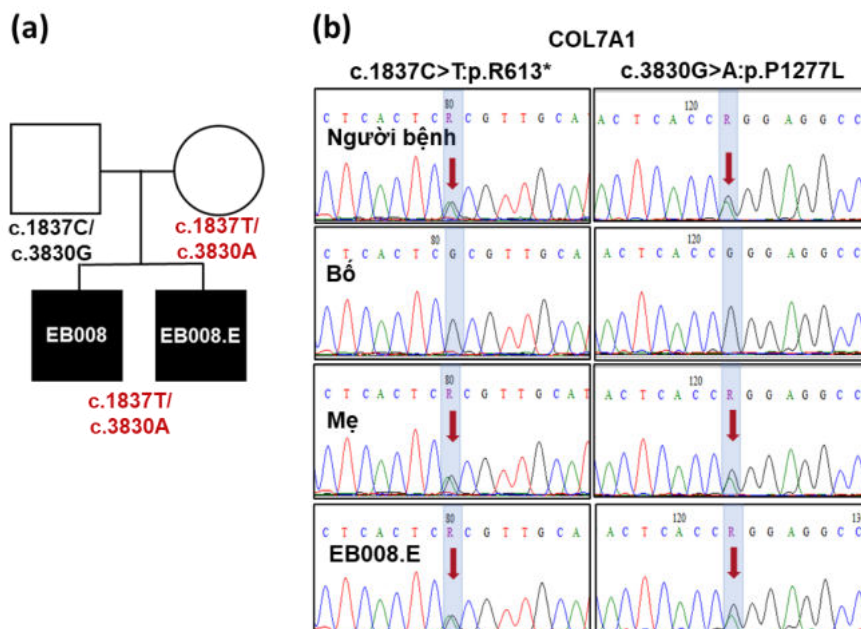 (a)
c.1837C/
c.3830G
c.1837T/
c.3830A
EB008
EB008.E
c.1837T/
c.3830A
(b)
COL7A1
c.1837C>T:p.R613*
c.3830G>A:p.P1277L
80
C T C A C T C R C G T T G C A
Người bệnh
120
A C T C A C C R G G A G G C C
80
C T C A C T C G C G T T G C A
Bố
120
A C T C A C C G G G A G G C C
80
C T C A C T C R C G T T G C A T
Mẹ
120
A C T C A C C R G G A G G C C
80
C T C A C T C R C G T T G C A
EB008.E
120
A C T C A C C R G G A G G C C